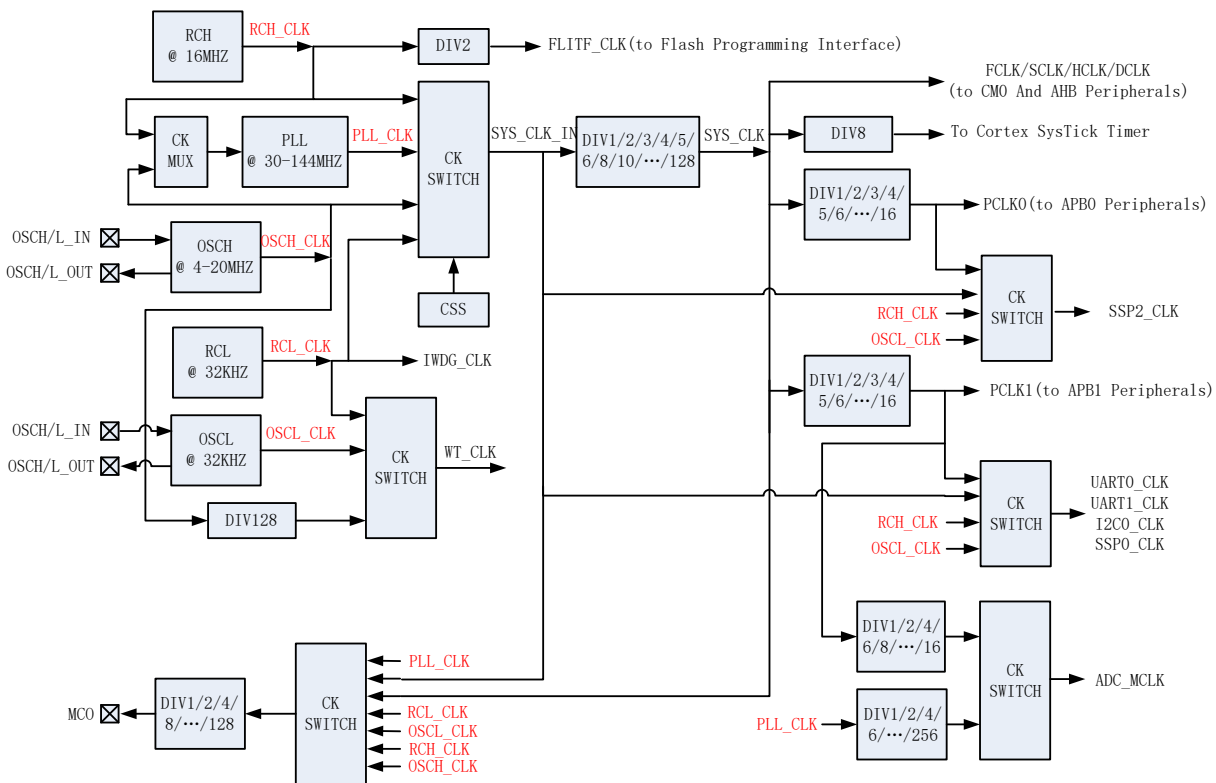 RCH
@ 16MHZ
RCH_CLK
DIV2
FLITF_CLK(to Flash Programming Interface)
FCLK/SCLK/HCLK/DCLK
(to CMO And AHB Peripherals)
CK
MUX
PLL
@ 30-144MHZ
PLL_CLK
CK
SWITCH
SYS_CLK_IN
DIV1/2/3/4/5/
6/8/10/···/128
SYS_CLK
DIV8
To Cortex SysTick Timer
DIV1/2/3/4/
5/6/···/16
PCLK0(to APB0 Peripherals)
OSCH/L_IN
OSCH/L_OUT
OSCH
@ 4-20MHZ
OSCH_CLK
CSS
CK
SWITCH
RCH_CLK
OSCL_CLK
SSP2_CLK
RCL
@ 32KHZ
RCL_CLK
IWDG_CLK
DIV1/2/3/4/
5/6/···/16
PCLK1(to APB1 Peripherals)
OSCH/L_IN
OSCH/L_OUT
OSCL
@ 32KHZ
OSCL_CLK
CK
SWITCH
WT_CLK
DIV128
CK
SWITCH
RCH_CLK
OSCL_CLK
UART0_CLK
UART1_CLK
I2C0_CLK
SSP0_CLK
DIV1/2/4/
6/8/···/16
CK
SWITCH
ADC_MCLK
PLL_CLK
DIV1/2/4/
6/···/256
MCO
DIV1/2/4/
8/···/128
CK
SWITCH
PLL_CLK
RCL_CLK
OSCL_CLK
RCH_CLK
OSCH_CLK